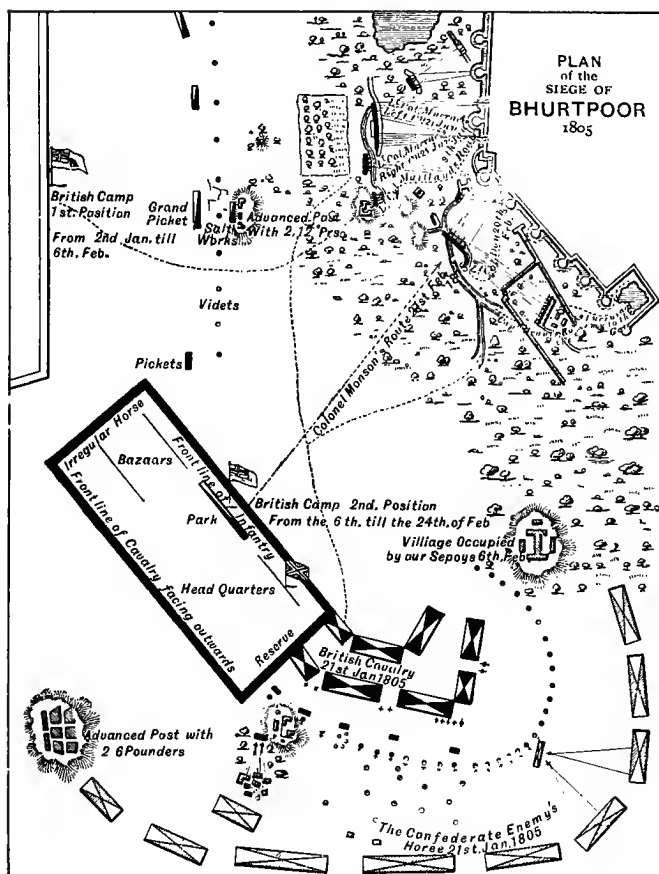 PLAN
of the
SIEGE OF
BHURTPOOR
1805
British Camp
1st. Position
From 2nd Jan. till
6th. Feb.
Grand
Picket
Salt
Works
Advanced Post
With 2.12 Prs.
Videts
Pickets
Colonel Monson's Route 21st Feb
Irregular Horse
Bazaars
Front line of Infantry
Park
British Camp 2nd. Position
From the 6th. till the 24th. of Feb
Head Quarters
Front line of Cavalry facing outwards
Reserve
Villiage Occupied
by our Sepoys 6th. Feb
British Cavalry
21st Jan 1805
Advanced Post with
2 6 Pounders
112
The Confederate Enemy's
Horee 21st. Jan. 1805